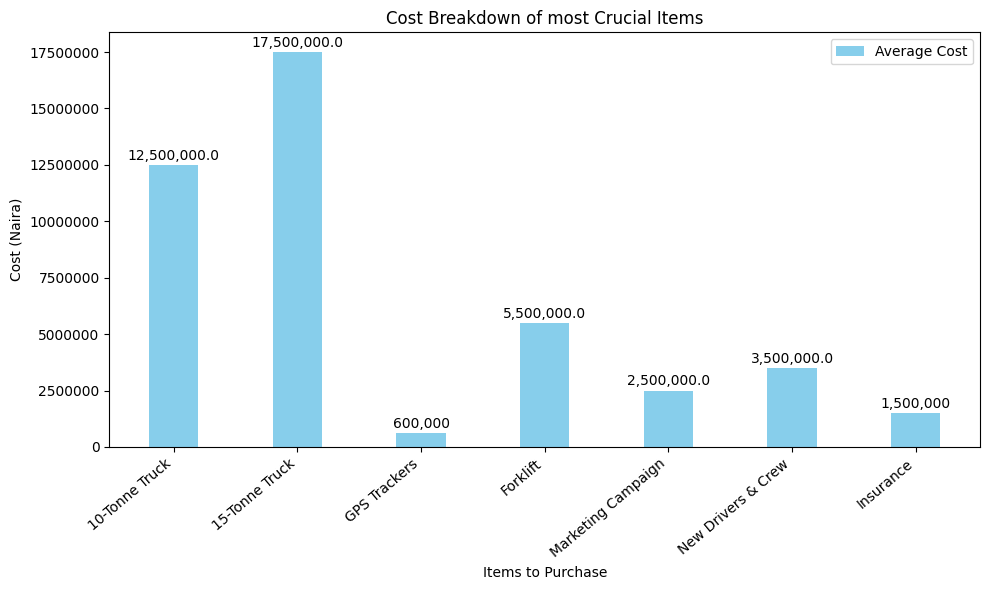 Cost Breakdown of most Crucial Items
Average Cost
Cost (Naira)
17500000
15000000
12500000
10000000
7500000
5000000
2500000
0
12,500,000.0
17,500,000.0
600,000
5,500,000.0
2,500,000.0
3,500,000.0
1,500,000
10-Tonne Truck
15-Tonne Truck
GPS Trackers
Forklift
Marketing Campaign
New Drivers & Crew
Insurance
Items to Purchase